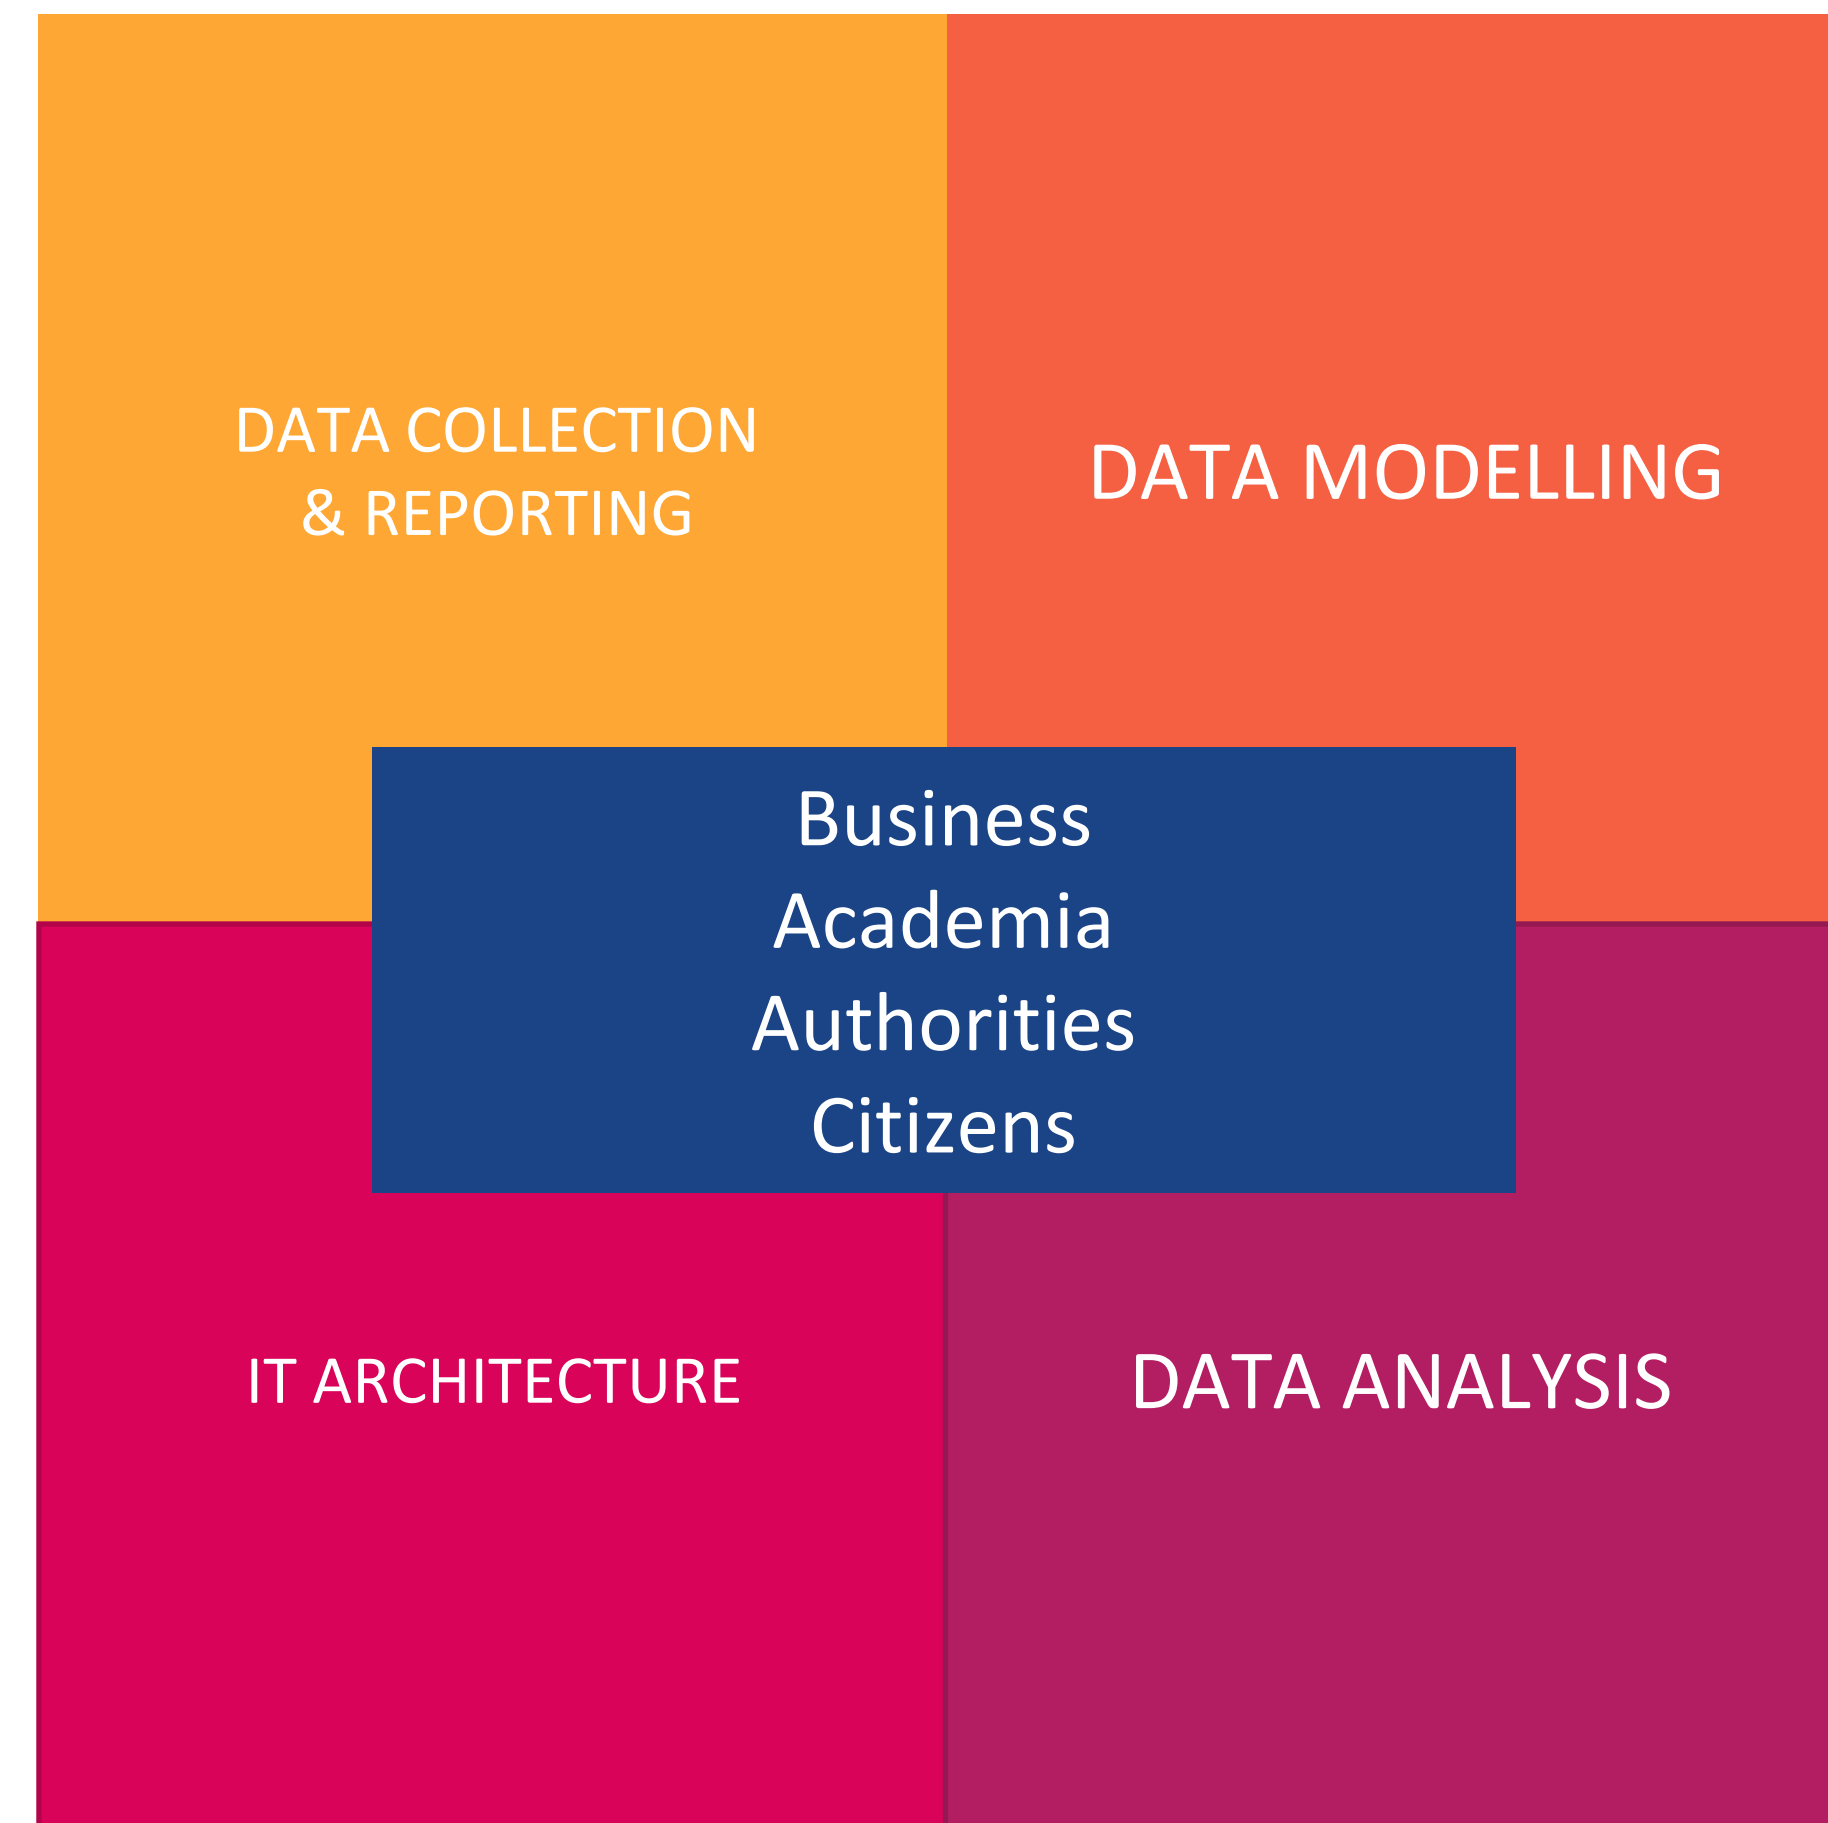 DATA COLLECTION
& REPORTING
DATA MODELLING
Business
Academia
Authorities
Citizens
IT ARCHITECTURE
DATA ANALYSIS